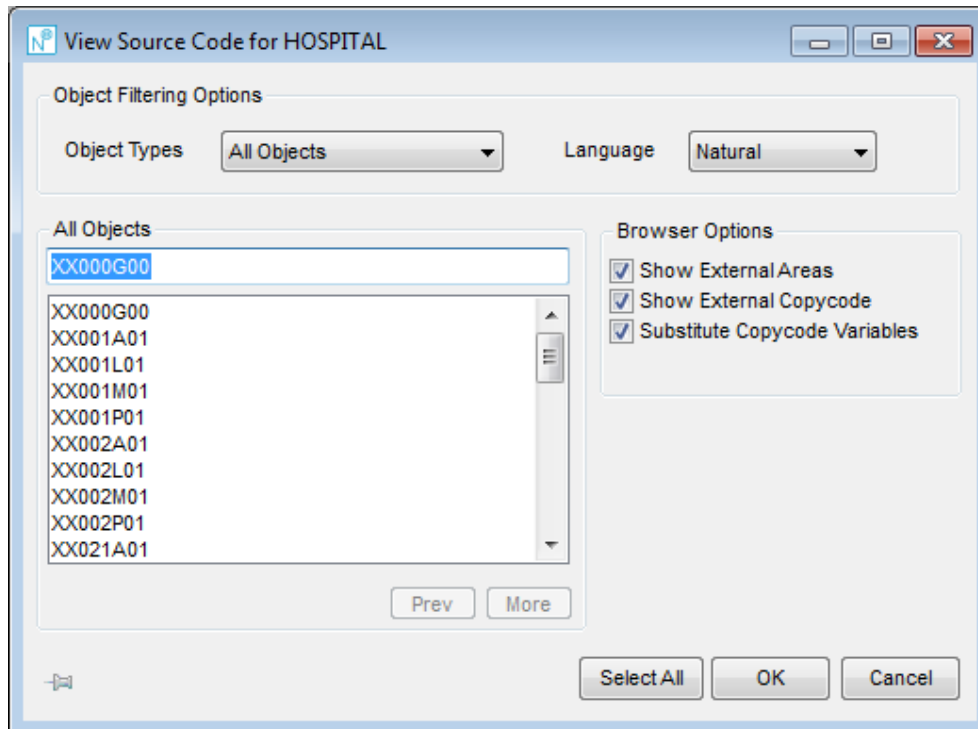 N
View Source Code for HOSPITAL
Object Filtering Options
Object Types All Objects Language Natural
All Objects
XX000G00
XX000G00
XX001A01
XX001L01
XX001M01
XX001P01
XX002A01
XX002L01
XX002M01
XX002P01
XX021A01
Prev More
Browser Options
Show External Areas
Show External Copycode
Substitute Copycode Variables
Select All OK Cancel